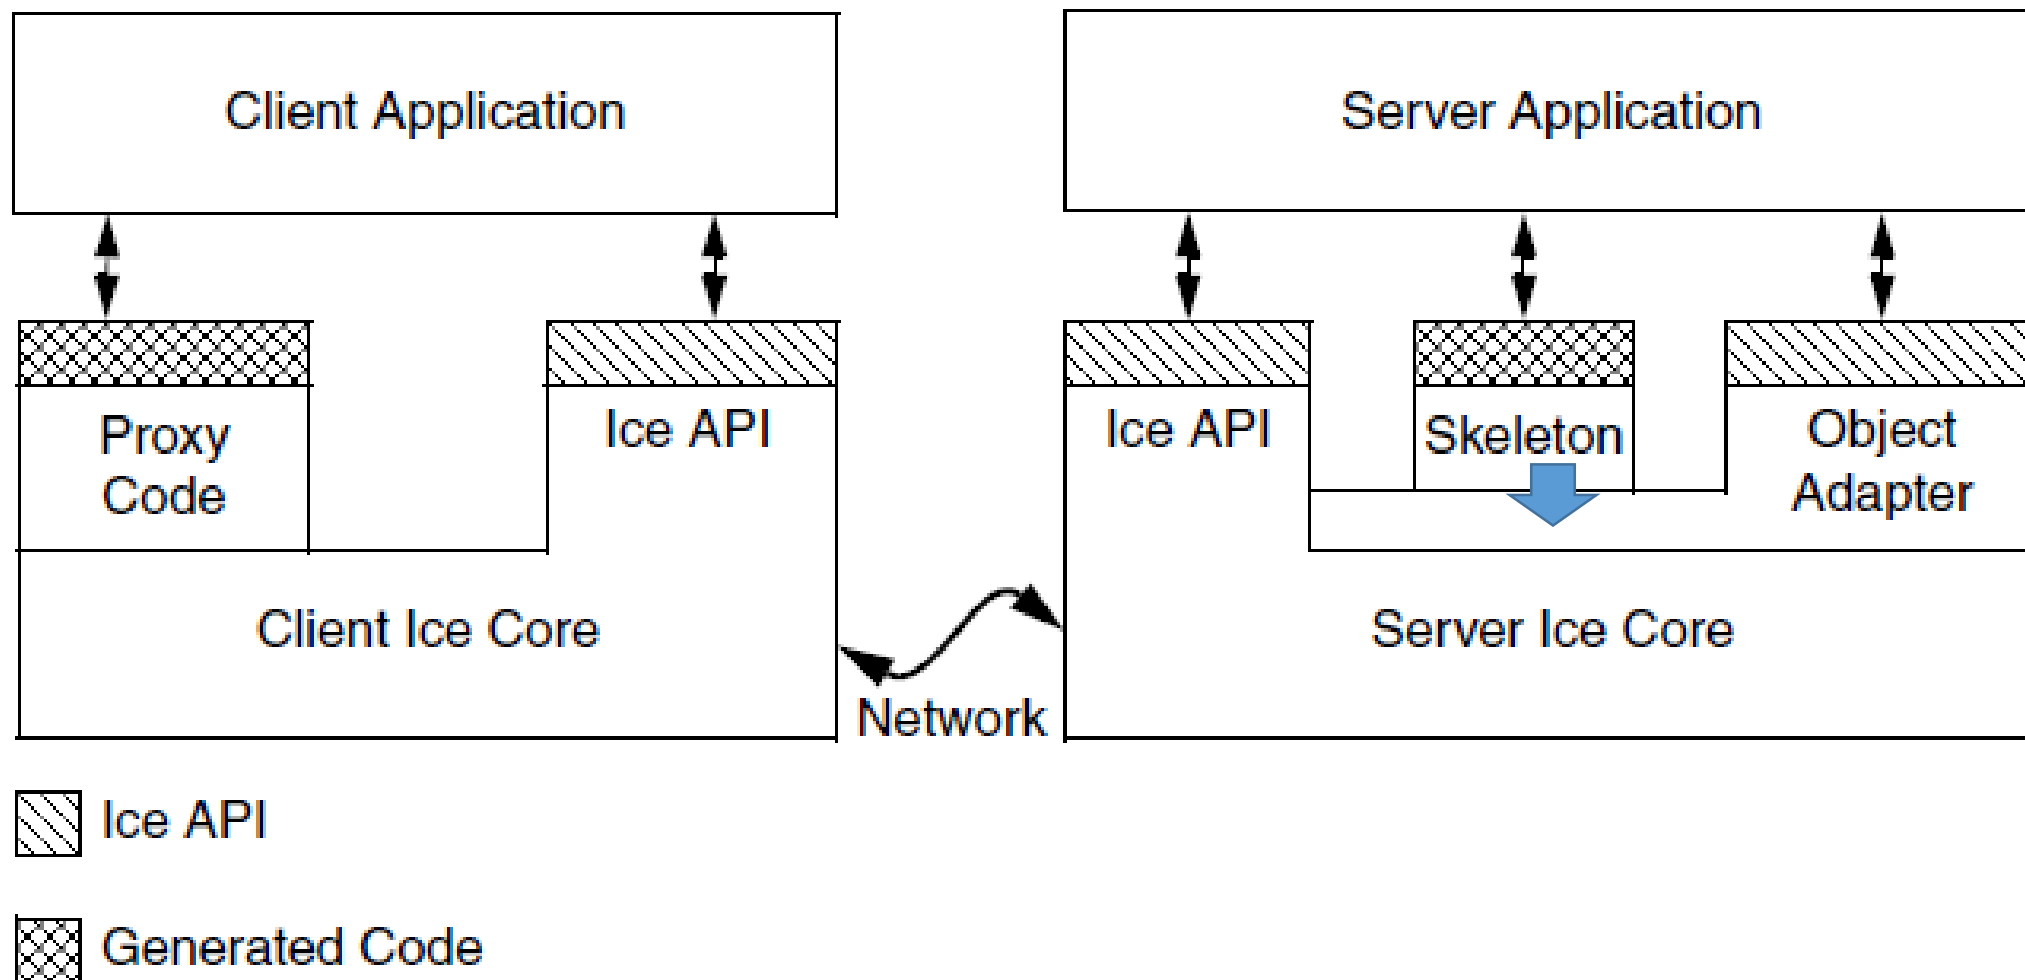 Client Application
Server Application
Proxy
Code
Ice API
Ice API
Skeleton
Object
Adapter
Client Ice Core
Network
Server Ice Core
Ice API
Generated Code